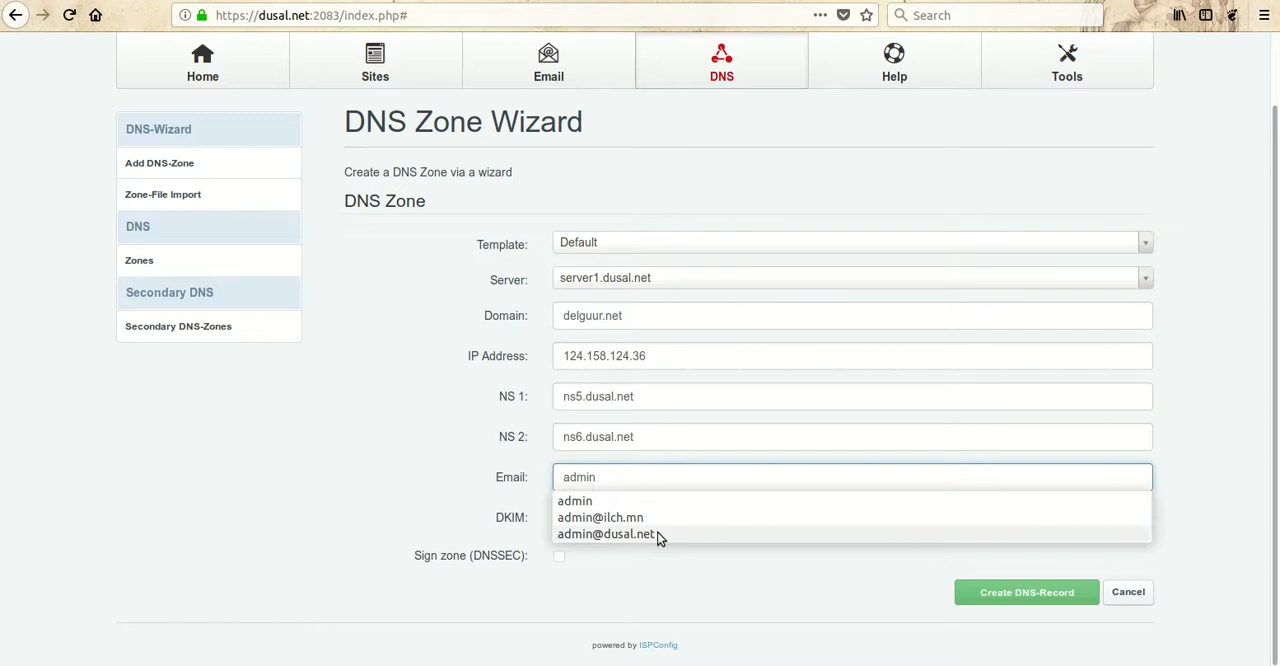 https://dusal.net:2083/index.php#
Search
Home
Sites
Email
DNS
Help
Tools
DNS-Wizard
Add DNS-Zone
Zone-File Import
DNS
Zones
Secondary DNS
Secondary DNS-Zones
DNS Zone Wizard
Create a DNS Zone via a wizard
DNS Zone
Template: Default
Server: server1.dusal.net
Domain: delguur.net
IP Address: 124.158.124.36
NS 1: ns5.dusal.net
NS 2: ns6.dusal.net
Email: admin
admin
admin@ilch.mn
admin@dusal.net
DKIM:
Sign zone (DNSSEC):
Create DNS-Record
Cancel
powered by ISPConfig